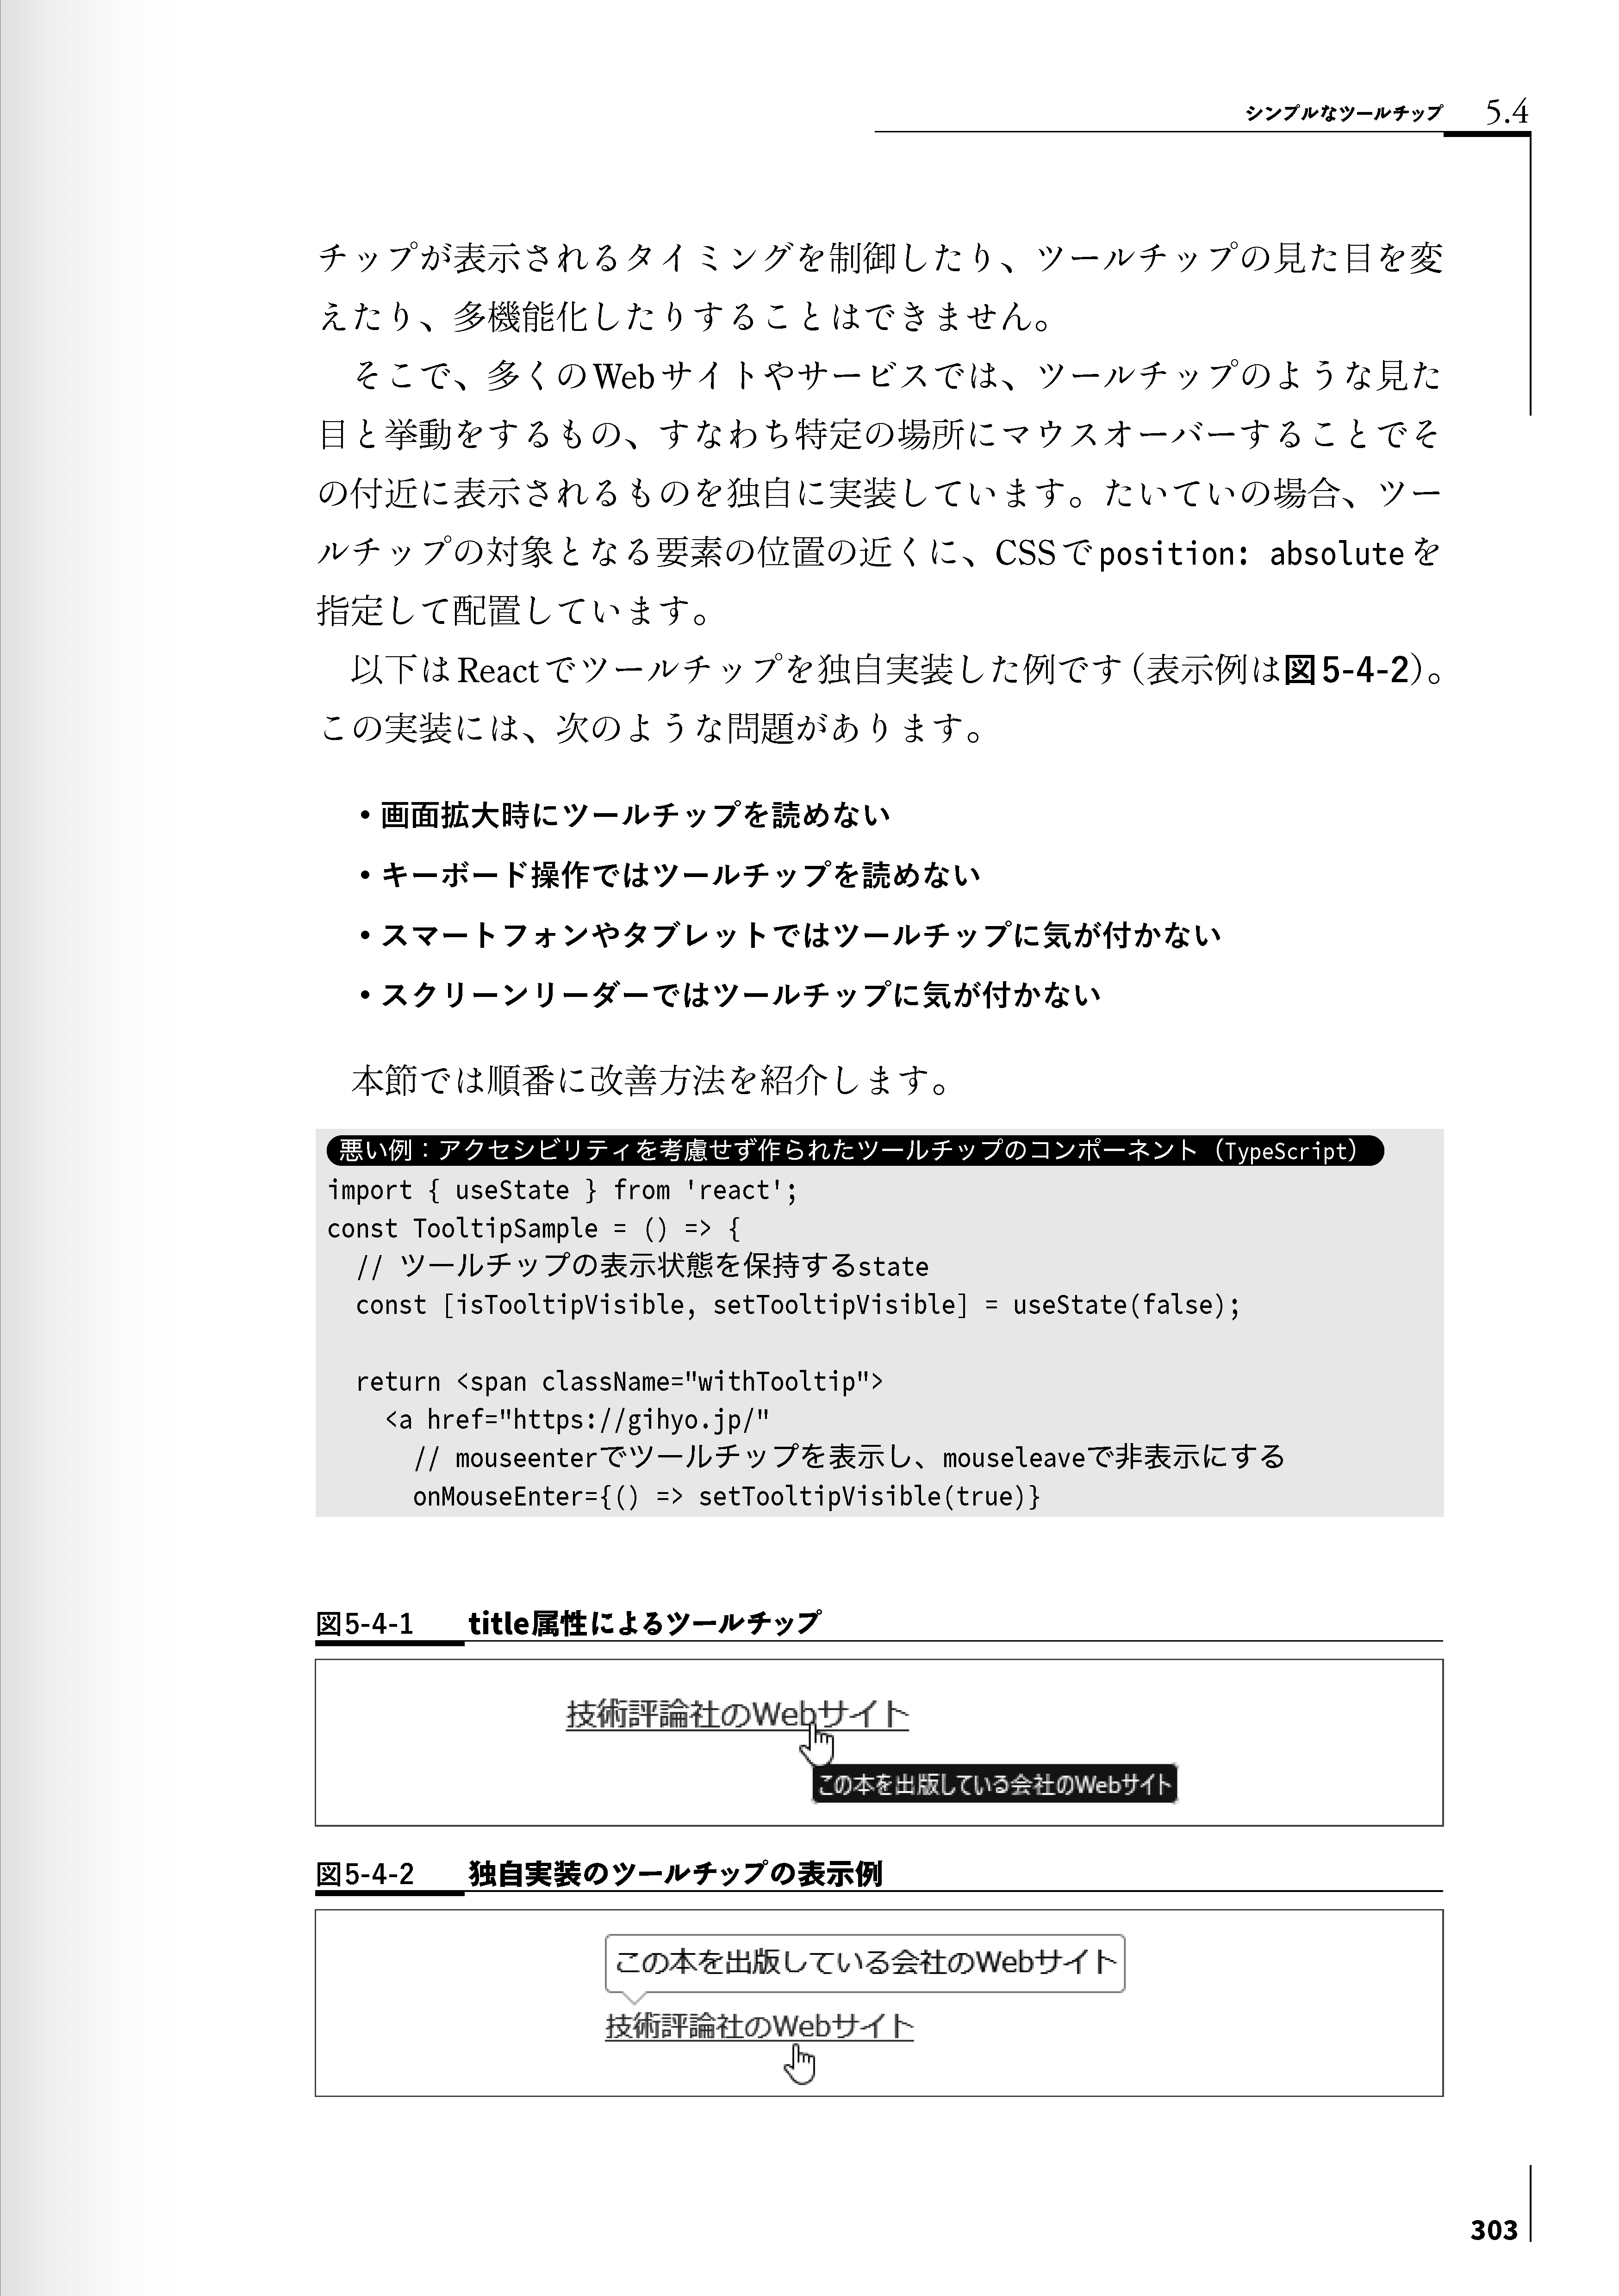 シンプルなツールチップ 5.4
チップが表示されるタイミングを制御したり、ツールチップの見た目を変
えたり、多機能化したりすることはできません。
そこで、多くのWebサイトやサービスでは、ツールチップのような見た
目と挙動をするもの、すなわち特定の場所にマウスオーバーすることでそ
の付近に表示されるものを独自に実装しています。たいていの場合、ツー
ルチップの対象となる要素の位置の近くに、CSSでposition: absoluteを
指定して配置しています。
以下はReactでツールチップを独自実装した例です（表示例は図5-4-2）。
この実装には、次のような問題があります。
・画面拡大時にツールチップを読めない
・キーボード操作ではツールチップを読めない
・スマートフォンやタブレットではツールチップに気が付かない
・スクリーンリーダーではツールチップに気が付かない
本節では順番に改善方法を紹介します。
悪い例：アクセシビリティを考慮せず作られたツールチップのコンポーネント（TypeScript）
import { useState } from 'react';
const TooltipSample = () => {
  // ツールチップの表示状態を保持するstate
  const [isTooltipVisible, setTooltipVisible] = useState(false);
  return <span className="withTooltip">
    <a href="https://gihyo.jp/"
      // mouseenterでツールチップを表示し、mouseleaveで非表示にする
      onMouseEnter={() => setTooltipVisible(true)}
図5-4-1 title属性によるツールチップ
技術評論社のWebサイト
この本を出版している会社のWebサイト
図5-4-2 独自実装のツールチップの表示例
この本を出版している会社のWebサイト
技術評論社のWebサイト
303